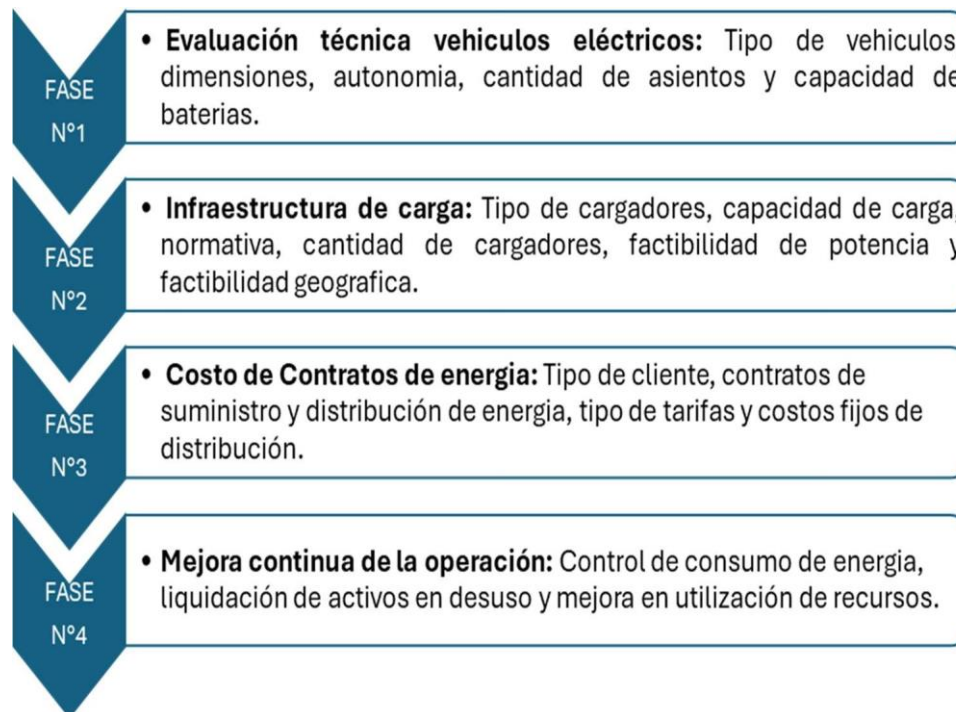 FASE
N°1
• Evaluación técnica vehiculos eléctricos: Tipo de vehiculos
dimensiones, autonomia, cantidad de asientos y capacidad de
baterias.
FASE
N°2
• Infraestructura de carga: Tipo de cargadores, capacidad de carga,
normativa, cantidad de cargadores, factibilidad de potencia y
factibilidad geografica.
FASE
N°3
• Costo de Contratos de energia: Tipo de cliente, contratos de
suministro y distribución de energia, tipo de tarifas y costos fijos de
distribución.
FASE
N°4
• Mejora continua de la operación: Control de consumo de energia,
liquidación de activos en desuso y mejora en utilización de recursos.